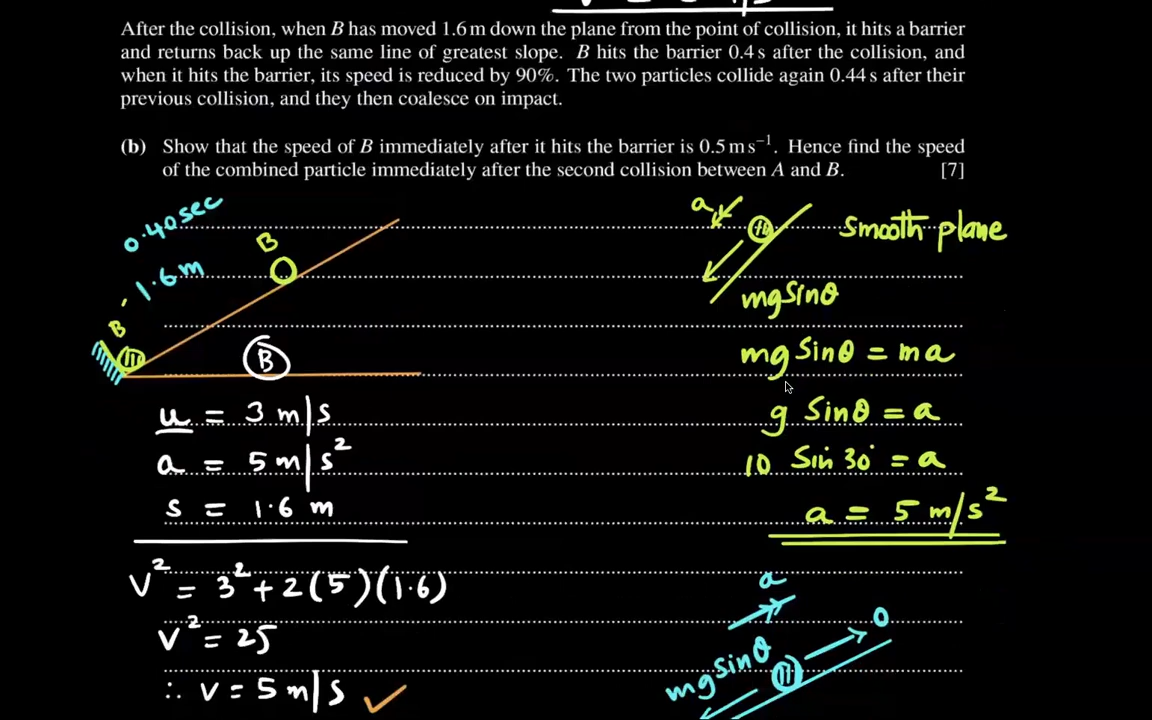 After the collision, when B has moved 1.6 m down the plane from the point of collision, it hits a barrier
and returns back up the same line of greatest slope. B hits the barrier 0.4 s after the collision, and
when it hits the barrier, its speed is reduced by 90%. The two particles collide again 0.44 s after their
previous collision, and they then coalesce on impact.
(b) Show that the speed of B immediately after it hits the barrier is 0.5 m s⁻¹. Hence find the speed
of the combined particle immediately after the second collision between A and B. [7]
0.40 sec
1.6 m
B
B
B
u = 3 m/s
a = 5 m/s²
s = 1.6 m
v² = 3² + 2(5)(1.6)
v² = 25
∴ v = 5 m/s ✓
a
m
smooth plane
mg sinθ
mg sinθ = ma
g sinθ = a
10 sin 30° = a
a = 5 m/s²
a
0
mg sinθ
m